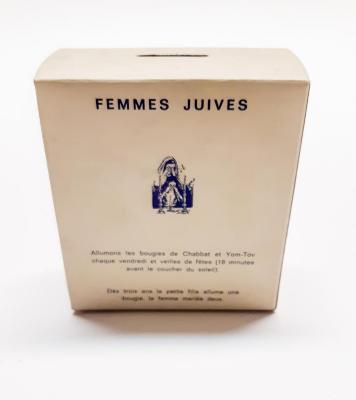 FEMMES JUIVES
Allumons les bougies de Chabbat et Yom-Tov
chaque vendredi et veilles de fêtes (18 minutes
avant le coucher du soleil).
Dès trois ans la petite fille allume une
bougie, la femme mariée deux.